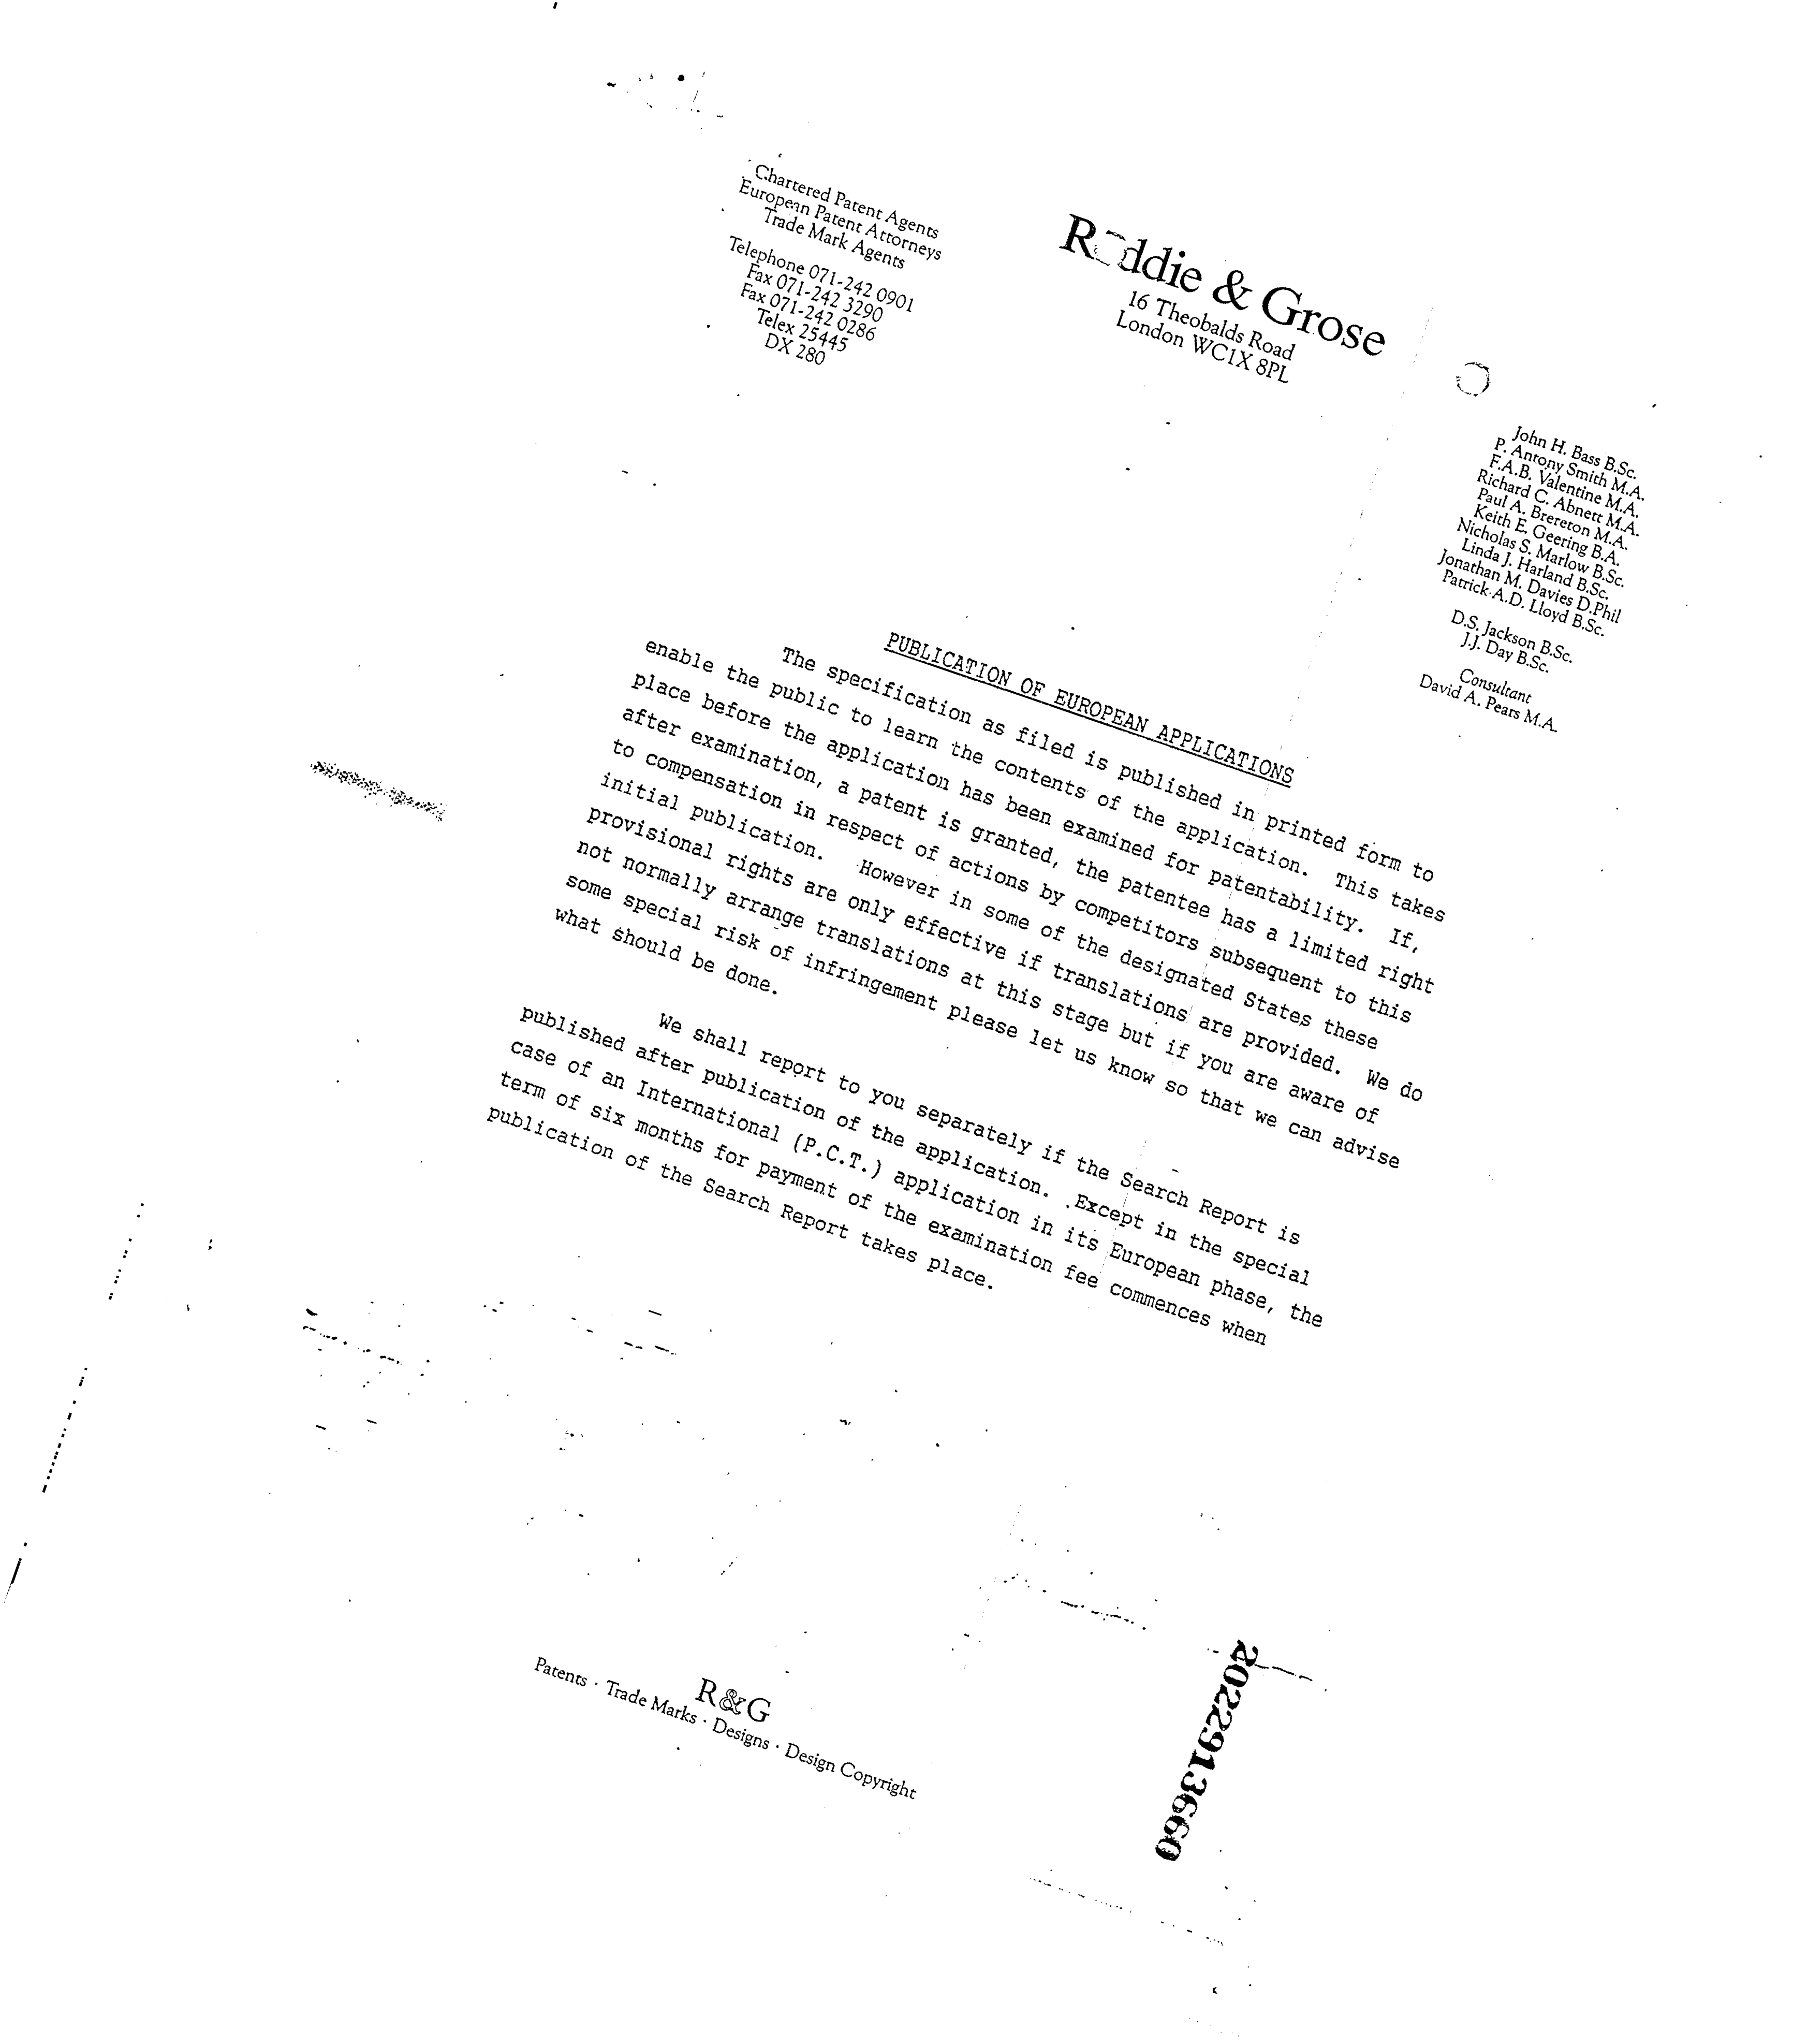 Chartered Patent Agents
European Patent Attorneys
Trade Mark Agents
Telephone 071-242 0901
Fax 071-242 3290
Fax 071-242 0286
Telex 25445
DX 280
Reddie & Grose
16 Theobalds Road
London WC1X 8PL
John H. Bass B.Sc.
P. Antony Smith M.A.
F.A.B. Valentine M.A.
Richard C. Abnett M.A.
Paul A. Brereton M.A.
Keith E. Geering B.A.
Nicholas S. Marlow B.Sc.
Linda J. Harland B.Sc.
Jonathan M. Davies D.Phil
Patrick A.D. Lloyd B.Sc.
D.S. Jackson B.Sc.
J.J. Day B.Sc.
Consultant
David A. Pears M.A.
PUBLICATION OF EUROPEAN APPLICATIONS
The specification as filed is published in printed form to
enable the public to learn the contents of the application. This takes
place before the application has been examined for patentability. If,
after examination, a patent is granted, the patentee has a limited right
to compensation in respect of actions by competitors subsequent to this
initial publication. However in some of the designated States these
provisional rights are only effective if translations are provided. We do
not normally arrange translations at this stage but if you are aware of
some special risk of infringement please let us know so that we can advise
what should be done.
We shall report to you separately if the Search Report is
published after publication of the application. Except in the special
case of an International (P.C.T.) application in its European phase, the
term of six months for payment of the examination fee commences when
publication of the Search Report takes place.
R&G
Patents · Trade Marks · Designs · Design Copyright
2022913660